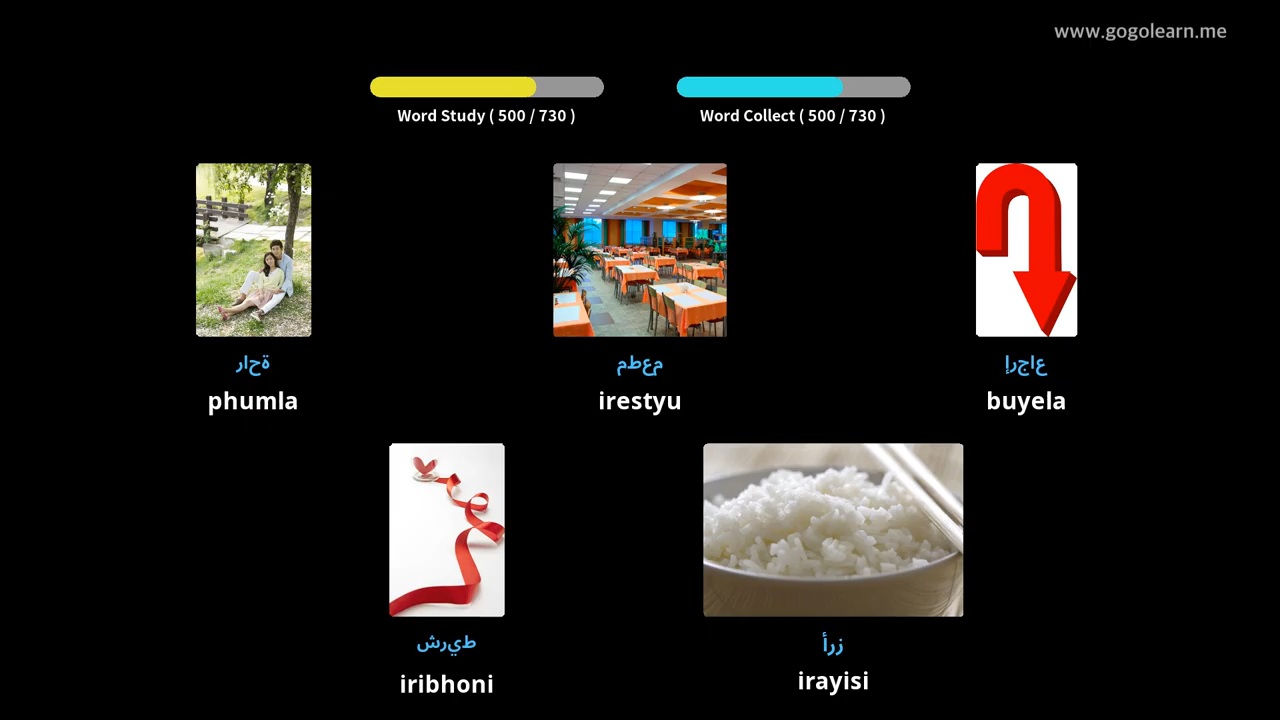 www.gogolearn.me
Word Study ( 500 / 730 )
Word Collect ( 500 / 730 )
راحة
phumla
مطعم
irestyu
إرجاع
buyela
شريط
iribhoni
أرز
irayisi